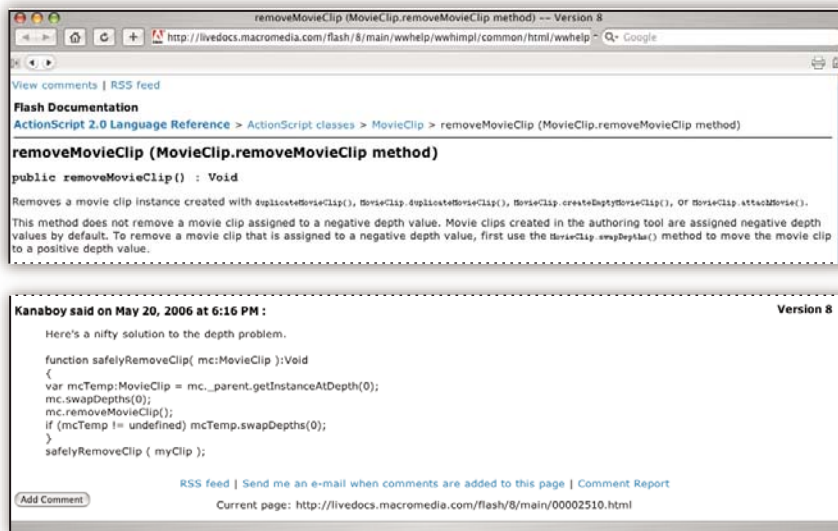 removeMovieClip (MovieClip.removeMovieClip method) -- Version 8
http://livedocs.macromedia.com/flash/8/main/wwhelp/wwhimpl/common/html/wwhelp
Google
View comments | RSS feed
Flash Documentation
ActionScript 2.0 Language Reference > ActionScript classes > MovieClip > removeMovieClip (MovieClip.removeMovieClip method)
removeMovieClip (MovieClip.removeMovieClip method)
public removeMovieClip() : Void
Removes a movie clip instance created with duplicateMovieClip(), MovieClip.duplicateMovieClip(), MovieClip.createEmptyMovieClip(), or MovieClip.attachMovie().
This method does not remove a movie clip assigned to a negative depth value. Movie clips created in the authoring tool are assigned negative depth
values by default. To remove a movie clip that is assigned to a negative depth value, first use the MovieClip.swapDepths() method to move the movie clip
to a positive depth value.
Kanaboy said on May 20, 2006 at 6:16 PM :
Version 8
Here's a nifty solution to the depth problem.
function safelyRemoveClip( mc:MovieClip ):Void
{
var mcTemp:MovieClip = mc._parent.getInstanceAtDepth(0);
mc.swapDepths(0);
mc.removeMovieClip();
if (mcTemp != undefined) mcTemp.swapDepths(0);
}
safelyRemoveClip ( myClip );
RSS feed | Send me an e-mail when comments are added to this page | Comment Report
Add Comment
Current page: http://livedocs.macromedia.com/flash/8/main/00002510.html